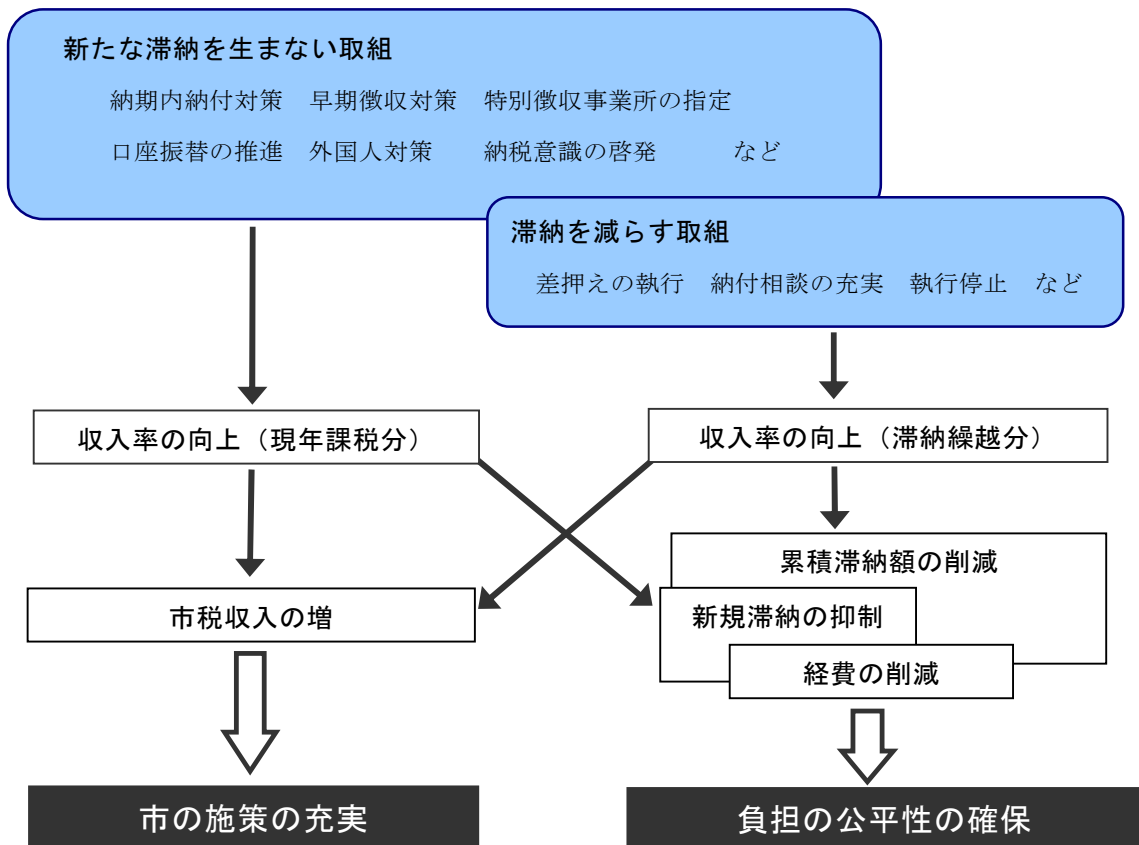 新たな滞納を生まない取組
納期内納付対策 早期徴収対策 特別徴収事業所の指定
口座振替の推進 外国人対策 納税意識の啓発 など
滞納を減らす取組
差押えの執行 納付相談の充実 執行停止 など
収入率の向上（現年課税分）
収入率の向上（滞納繰越分）
累積滞納額の削減
市税収入の増
新規滞納の抑制
経費の削減
市の施策の充実
負担の公平性の確保